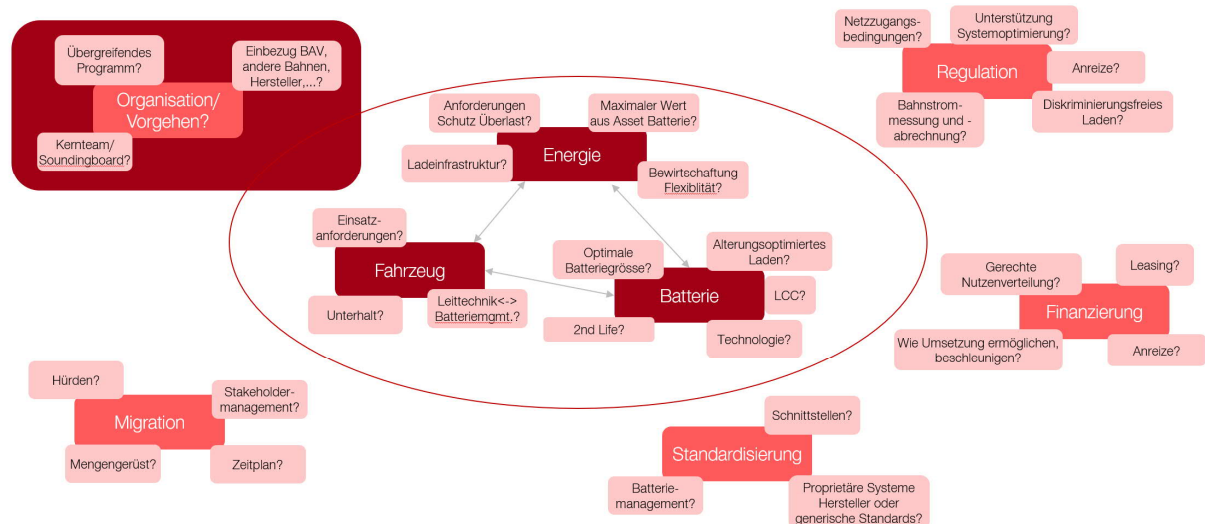 Übergreifendes
Programm?
Einbezug BAV,
andere Bahnen,
Hersteller,...?
Organisation/
Vorgehen?
Kernteam/
Soundingboard?
Netzzugangs-
bedingungen?
Unterstützung
Systemoptimierung?
Regulation
Anreize?
Bahnstrom-
messung und -
abrechnung?
Diskriminierungsfreies
Laden?
Anforderungen
Schutz Überlast?
Maximaler Wert
aus Asset Batterie?
Energie
Ladeinfrastruktur?
Bewirtschaftung
Flexiblität?
Einsatz-
anforderungen?
Fahrzeug
Unterhalt?
Leittechnik<->
Batteriemgmt.?
Optimale
Batteriegrösse?
Alterungsoptimiertes
Laden?
Batterie
LCC?
2nd Life?
Technologie?
Gerechte
Nutzenverteilung?
Leasing?
Finanzierung
Wie Umsetzung ermöglichen,
beschleunigen?
Anreize?
Hürden?
Stakeholder-
management?
Migration
Mengengerüst?
Zeitplan?
Schnittstellen?
Standardisierung
Batterie-
management?
Proprietäre Systeme
Hersteller oder
generische Standards?